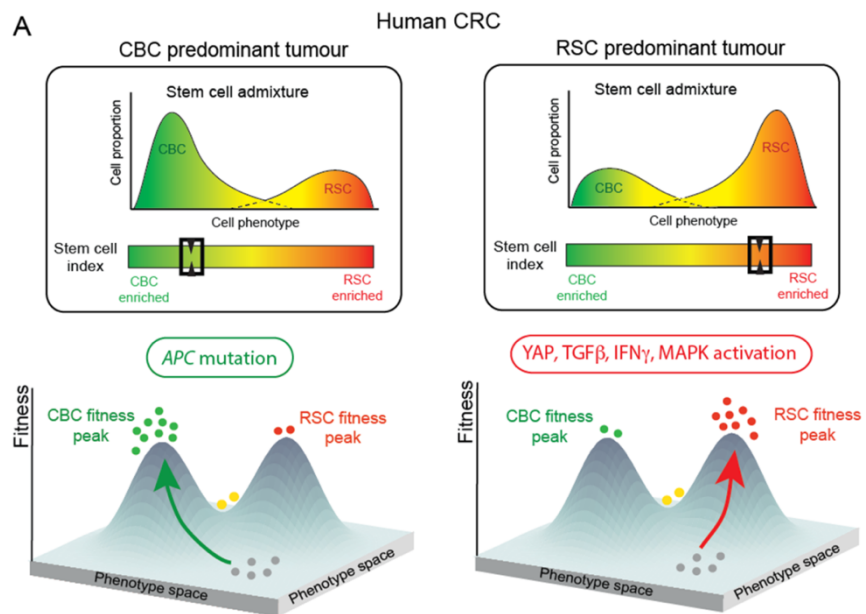 A
Human CRC
CBC predominant tumour
Stem cell admixture
Cell proportion
CBC
RSC
Cell phenotype
Stem cell
index
CBC
enriched
RSC
enriched
RSC predominant tumour
Stem cell admixture
Cell proportion
CBC
RSC
Cell phenotype
Stem cell
index
CBC
enriched
RSC
enriched
APC mutation
Fitness
CBC fitness
peak
RSC fitness
peak
Phenotype space
Phenotype space
YAP, TGFβ, IFNγ, MAPK activation
Fitness
CBC fitness
peak
RSC fitness
peak
Phenotype space
Phenotype space